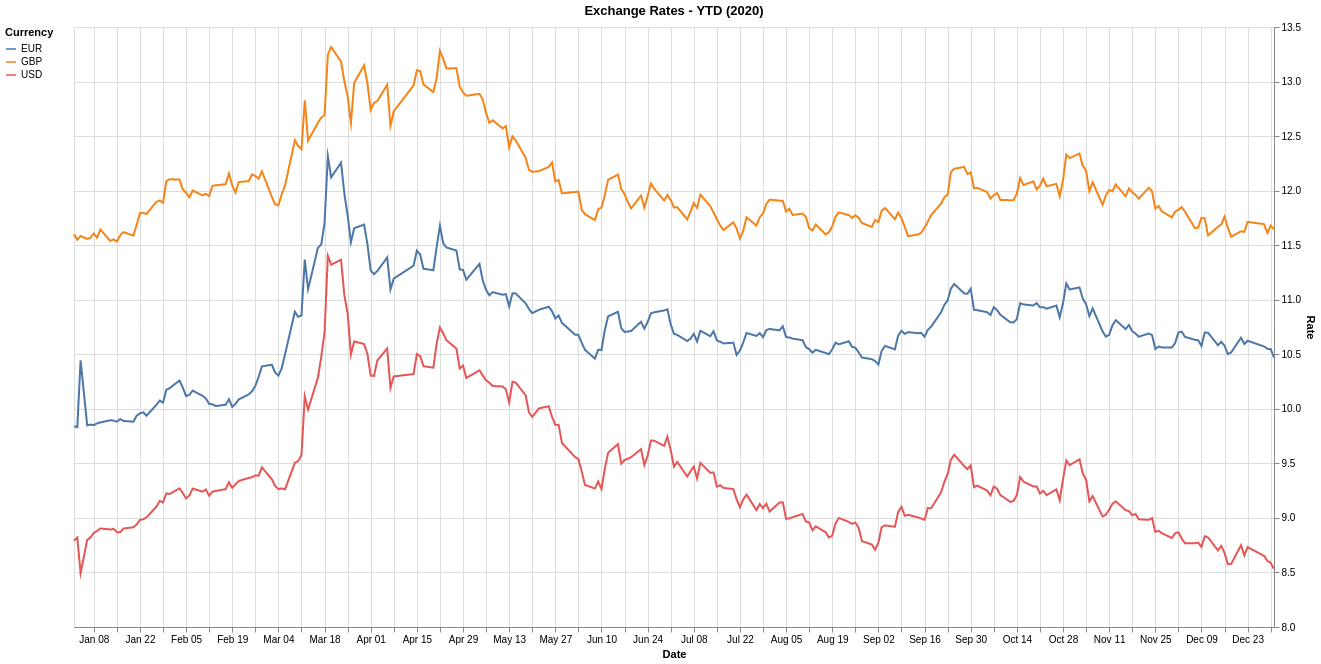 Exchange Rates - YTD (2020)
Currency
EUR
GBP
USD
13.5
13.0
12.5
12.0
11.5
11.0
10.5
10.0
9.5
9.0
8.5
8.0
Rate
Jan 08 Jan 22 Feb 05 Feb 19 Mar 04 Mar 18 Apr 01 Apr 15 Apr 29 May 13 May 27 Jun 10 Jun 24 Jul 08 Jul 22 Aug 05 Aug 19 Sep 02 Sep 16 Sep 30 Oct 14 Oct 28 Nov 11 Nov 25 Dec 09 Dec 23
Date